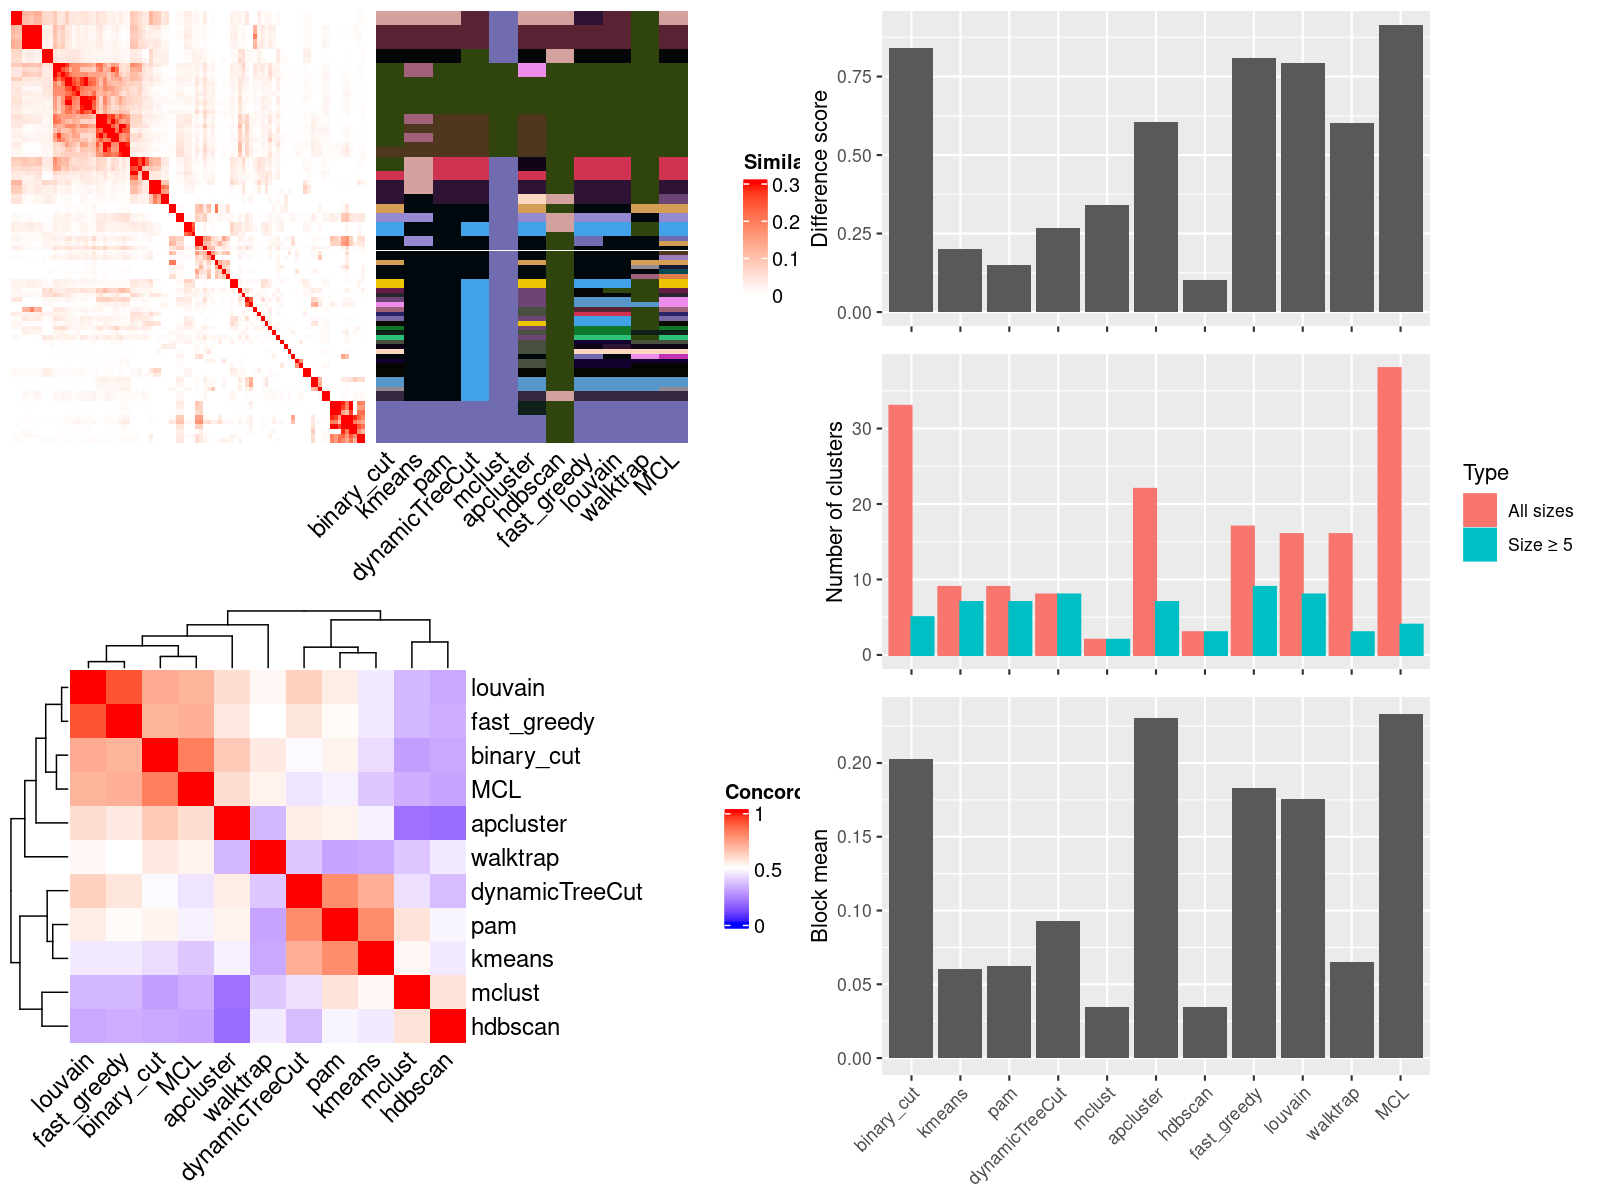 Simila
0.3
0.2
0.1
0
binary_cut
kmeans
pam
dynamicTreeCut
mclust
apcluster
hdbscan
fast_greedy
louvain
walktrap
MCL
louvain
fast_greedy
binary_cut
MCL
apcluster
walktrap
dynamicTreeCut
pam
kmeans
mclust
hdbscan
louvain
fast_greedy
binary_cut
MCL
apcluster
walktrap
dynamicTreeCut
pam
kmeans
mclust
hdbscan
Concord
1
0.5
0
Difference score
0.75
0.50
0.25
0.00
Number of clusters
30
20
10
0
Type
All sizes
Size ≥ 5
Block mean
0.20
0.15
0.10
0.05
0.00
binary_cut
kmeans
pam
dynamicTreeCut
mclust
apcluster
hdbscan
fast_greedy
louvain
walktrap
MCL